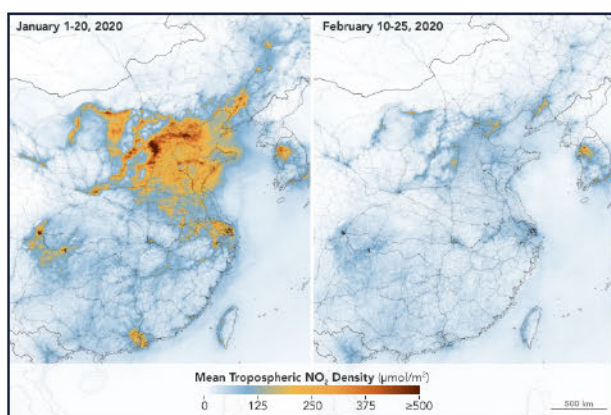 January 1-20, 2020
February 10-25, 2020
Mean Tropospheric NO₂ Density (µmol/m²)
0 125 250 375 ≥500
500 km